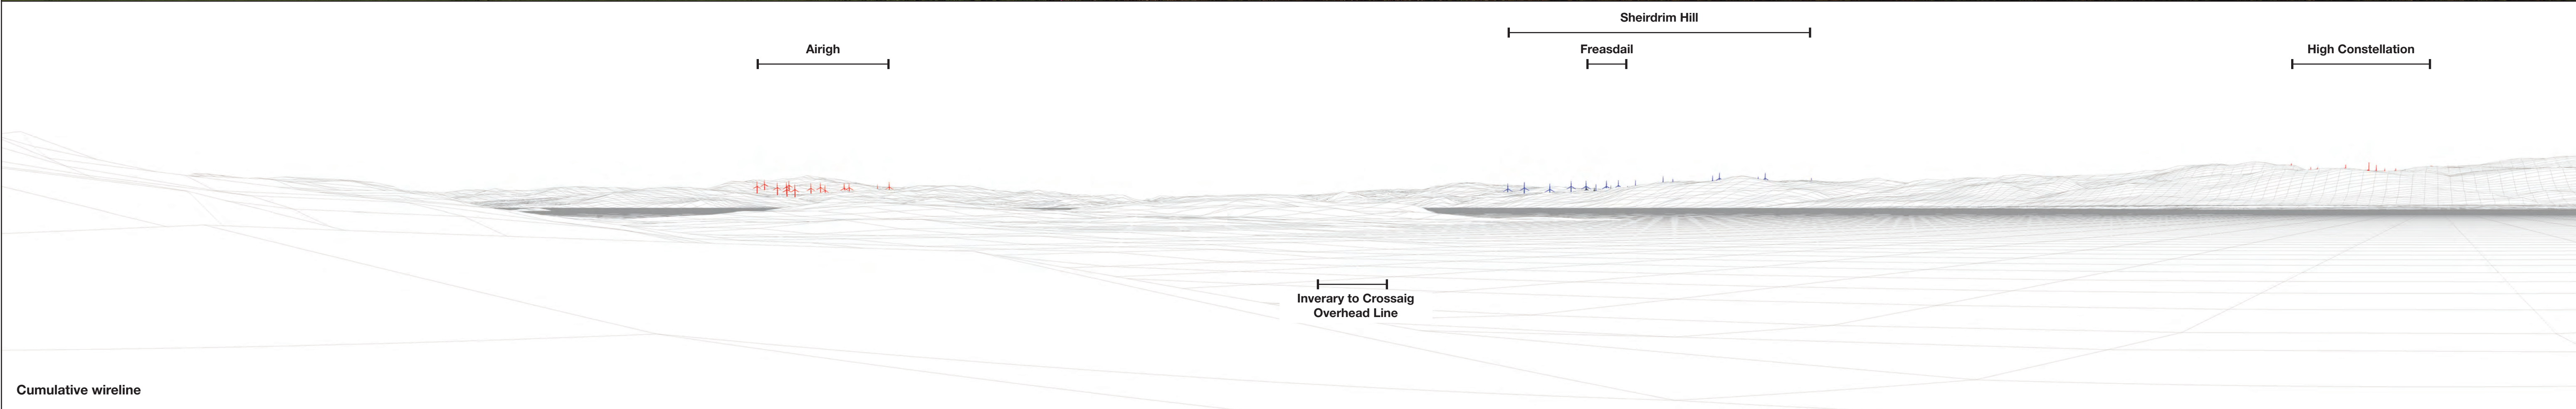 Sheirdrim Hill
Airigh
Freasdail
High Constellation
Inverary to Crossaig
Overhead Line
Cumulative wireline